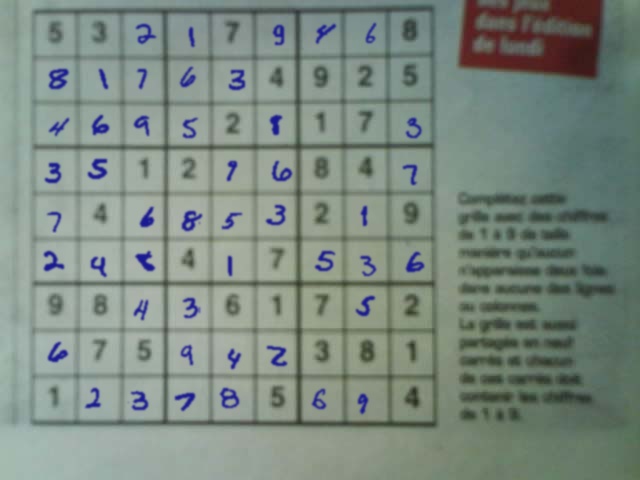 des plus
dans l'édition
de lundi
5 3 2 1 7 9 4 6 8
8 1 7 6 3 4 9 2 5
4 6 9 5 2 8 1 7 3
3 5 1 2 9 6 8 4 7
7 4 6 8 5 3 2 1 9
2 9 8 4 1 7 5 3 6
9 8 4 3 6 1 7 5 2
6 7 5 9 4 2 3 8 1
1 2 3 7 8 5 6 9 4
Complétez cette
grille avec des chiffres
de 1 à 9 de telle
manière qu'aucun
n'apparaisse deux fois
dans aucune des lignes
ou colonnes.
La grille est aussi
partagée en neuf
carrés et chacun
de ces carrés doit
contenir les chiffres
de 1 à 9.